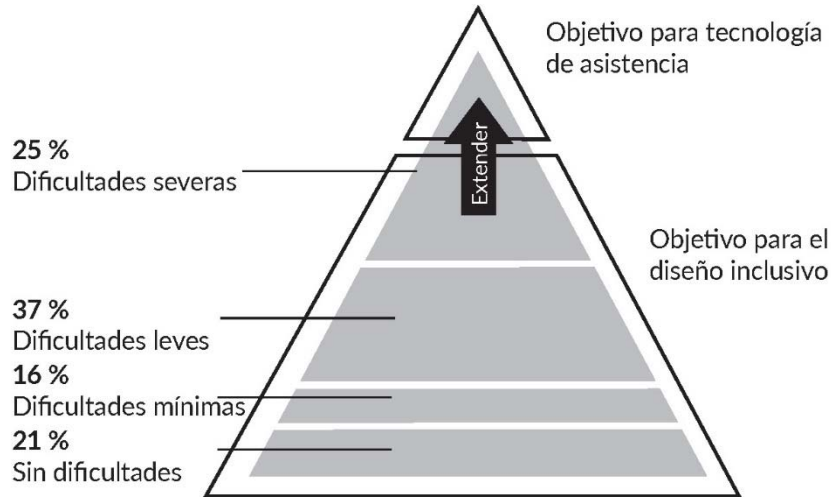 Objetivo para tecnología
de asistencia
25 %
Dificultades severas
Extender
Objetivo para el
diseño inclusivo
37 %
Dificultades leves
16 %
Dificultades mínimas
21 %
Sin dificultades